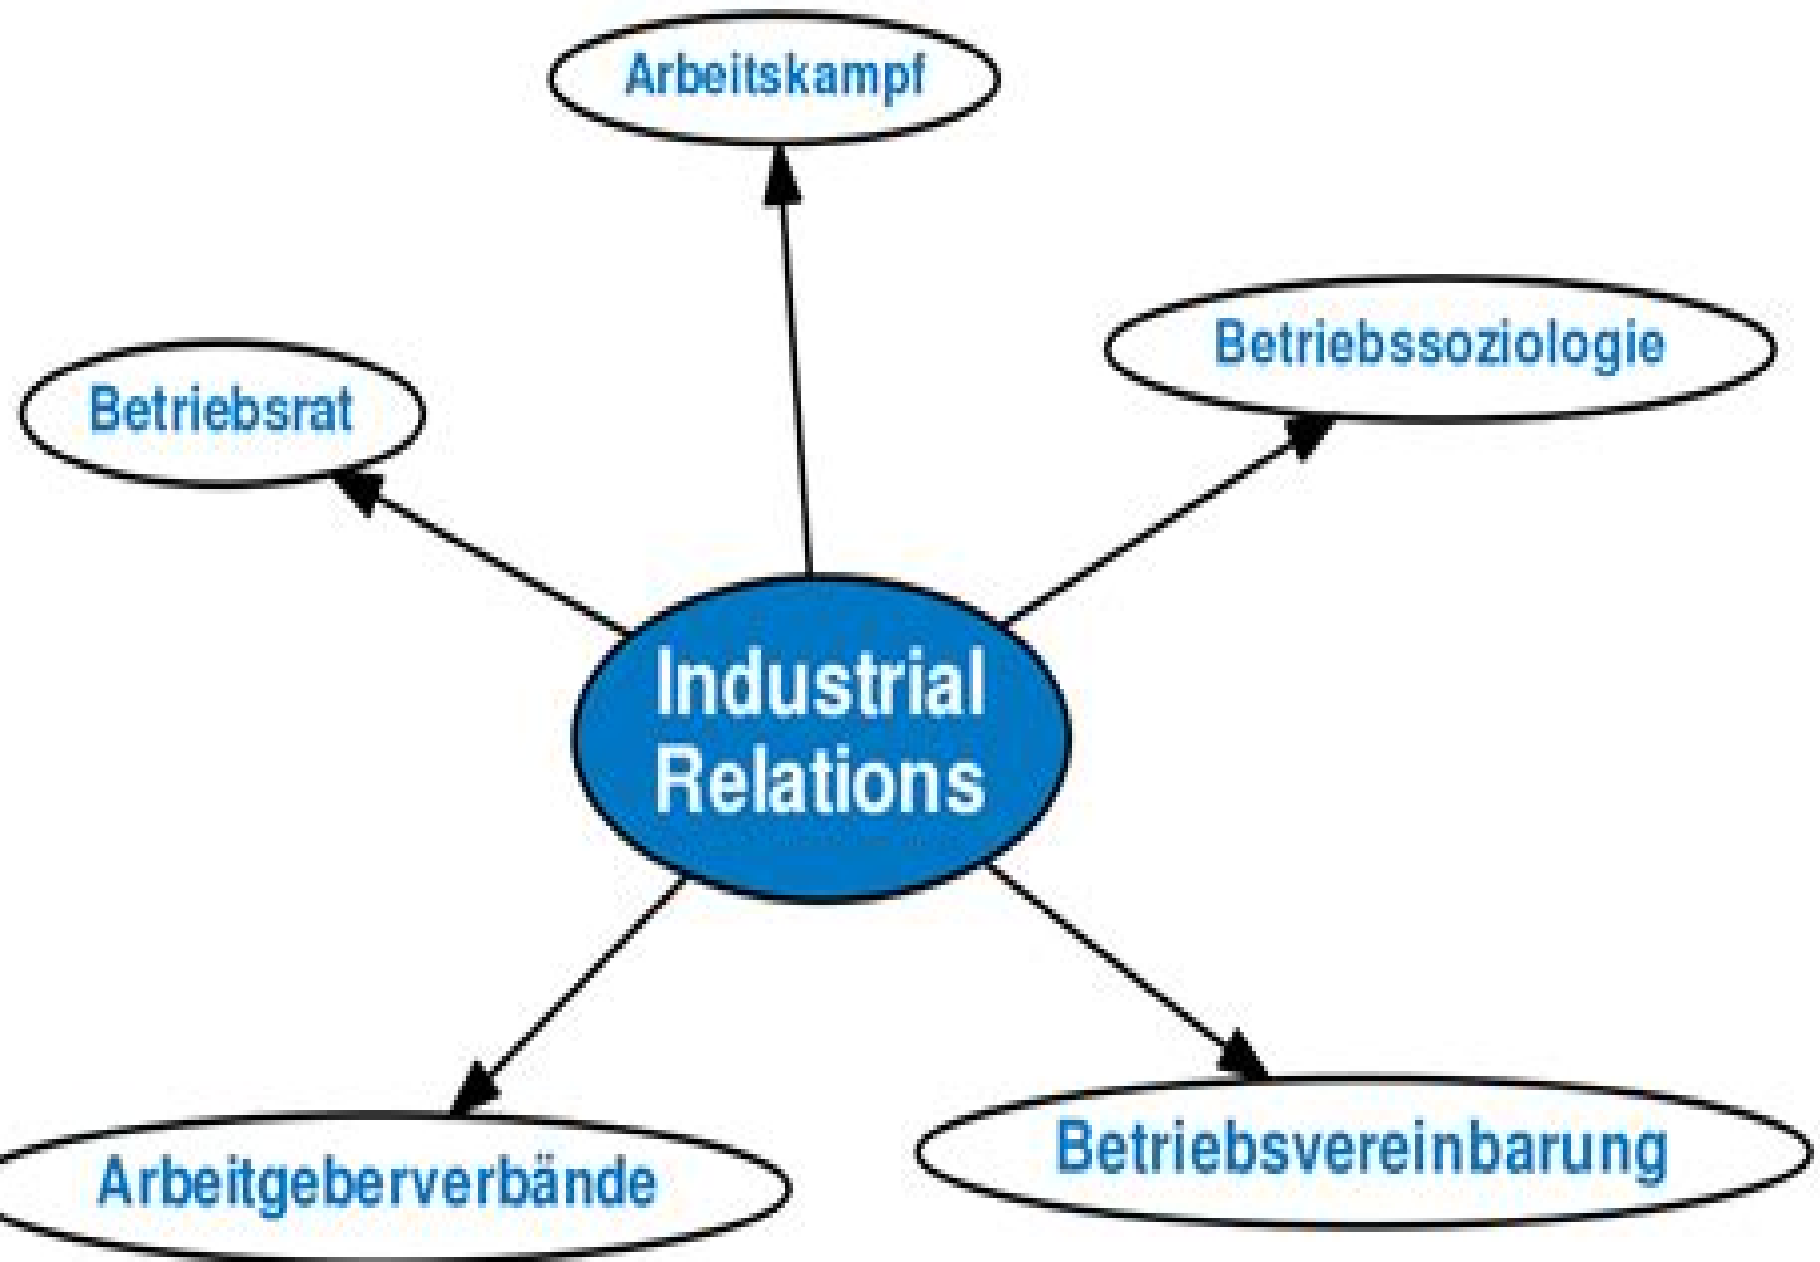 Arbeitskampf
Betriebssoziologie
Betriebsrat
Industrial
Relations
Betriebsvereinbarung
Arbeitgeberverbände